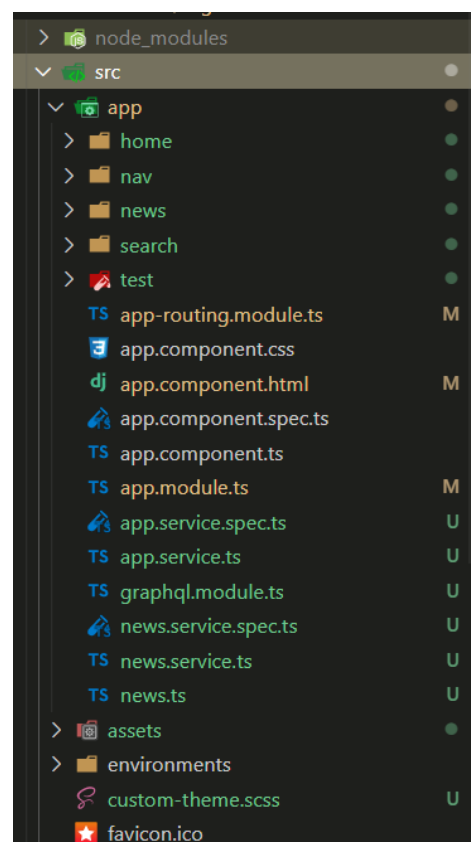 node_modules
src
app
home
nav
news
search
test
TS app-routing.module.ts M
app.component.css
dj app.component.html M
app.component.spec.ts
TS app.component.ts
TS app.module.ts M
app.service.spec.ts U
TS app.service.ts U
TS graphql.module.ts U
news.service.spec.ts U
TS news.service.ts U
TS news.ts U
assets
environments
custom-theme.scss U
favicon.ico